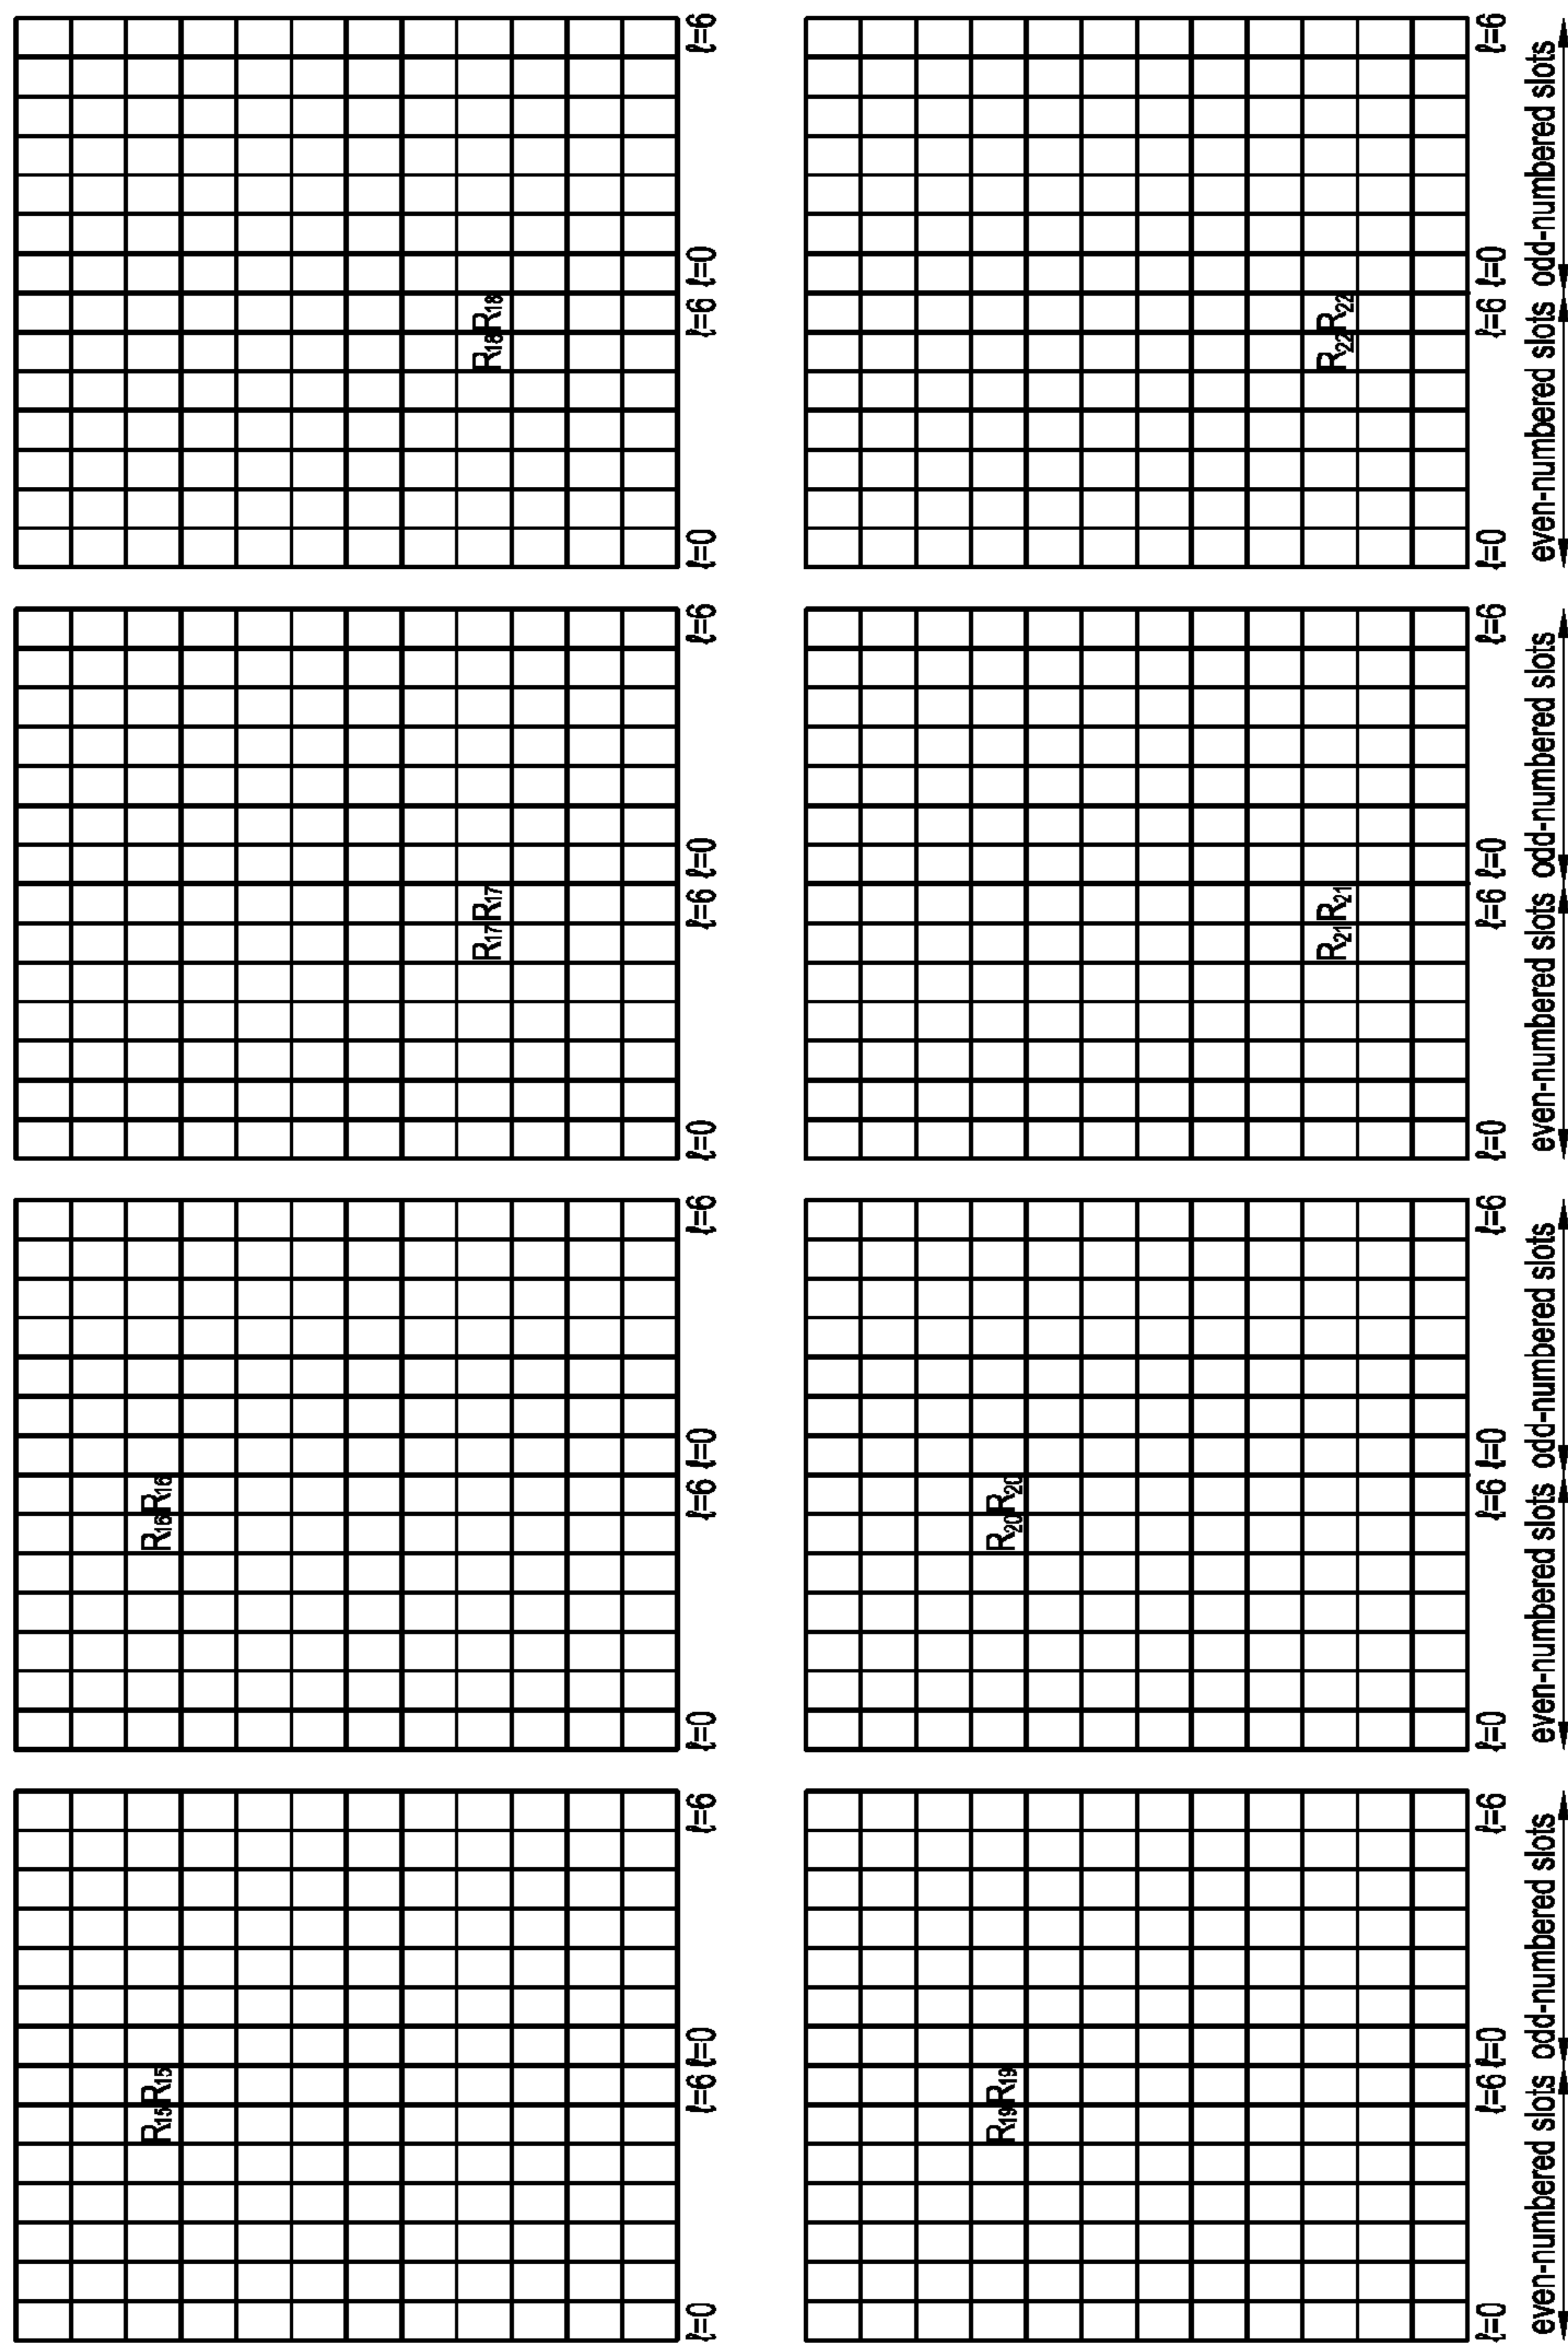 R₁₅R₁₅ R₁₆R₁₆
R₁₇R₁₇ R₁₈R₁₈
ℓ=0 ℓ=6 ℓ=0 ℓ=6 ℓ=0 ℓ=6 ℓ=0 ℓ=6 ℓ=0 ℓ=6 ℓ=0 ℓ=6 ℓ=0 ℓ=6 ℓ=0 ℓ=6
R₁₉R₁₉ R₂₀R₂₀
R₂₁R₂₁ R₂₂R₂₂
ℓ=0 ℓ=6 ℓ=0 ℓ=6 ℓ=0 ℓ=6 ℓ=0 ℓ=6 ℓ=0 ℓ=6 ℓ=0 ℓ=6 ℓ=0 ℓ=6 ℓ=0 ℓ=6
even-numbered slots odd-numbered slots even-numbered slots odd-numbered slots even-numbered slots odd-numbered slots even-numbered slots odd-numbered slots